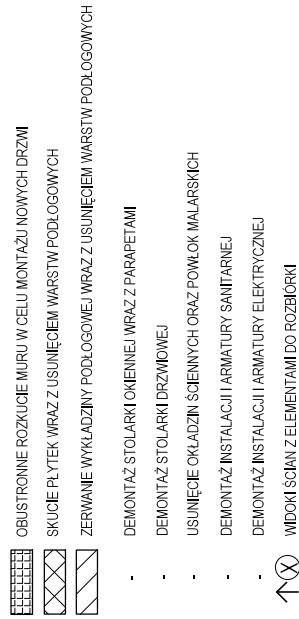 OBUSTRONNE ROZKUCIE MURU W CELU MONTAŻU NOWYCH DRZWI
SKUCIE PŁYTEK WRAZ Z USUNIĘCIEM WARSTW PODŁOGOWYCH
ZERWANIE WYKŁADZINY PODŁOGOWEJ WRAZ Z USUNIĘCIEM WARSTW PODŁOGOWYCH
- DEMONTAŻ STOLARKI OKIENNEJ WRAZ Z PARAPETAMI
- DEMONTAŻ STOLARKI DRZWIOWEJ
- USUNIĘCIE OKŁADZIN ŚCIENNYCH ORAZ POWŁOK MALARSKICH
- DEMONTAŻ INSTALACJI I ARMATURY SANITARNEJ
- DEMONTAŻ INSTALACJI I ARMATURY ELEKTRYCZNEJ
X WIDOKI ŚCIAN Z ELEMENTAMI DO ROZBIÓRKI